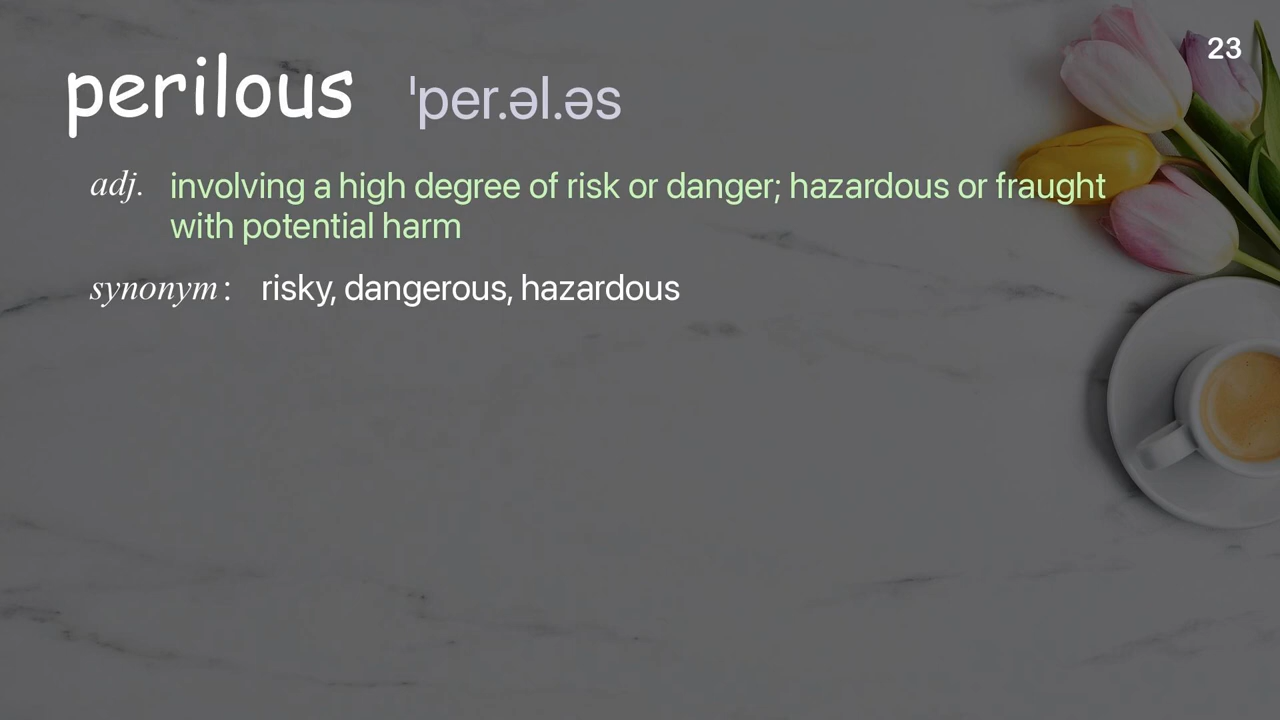 23
perilous ˈper.əl.əs
adj. involving a high degree of risk or danger; hazardous or fraught
with potential harm
synonym : risky, dangerous, hazardous